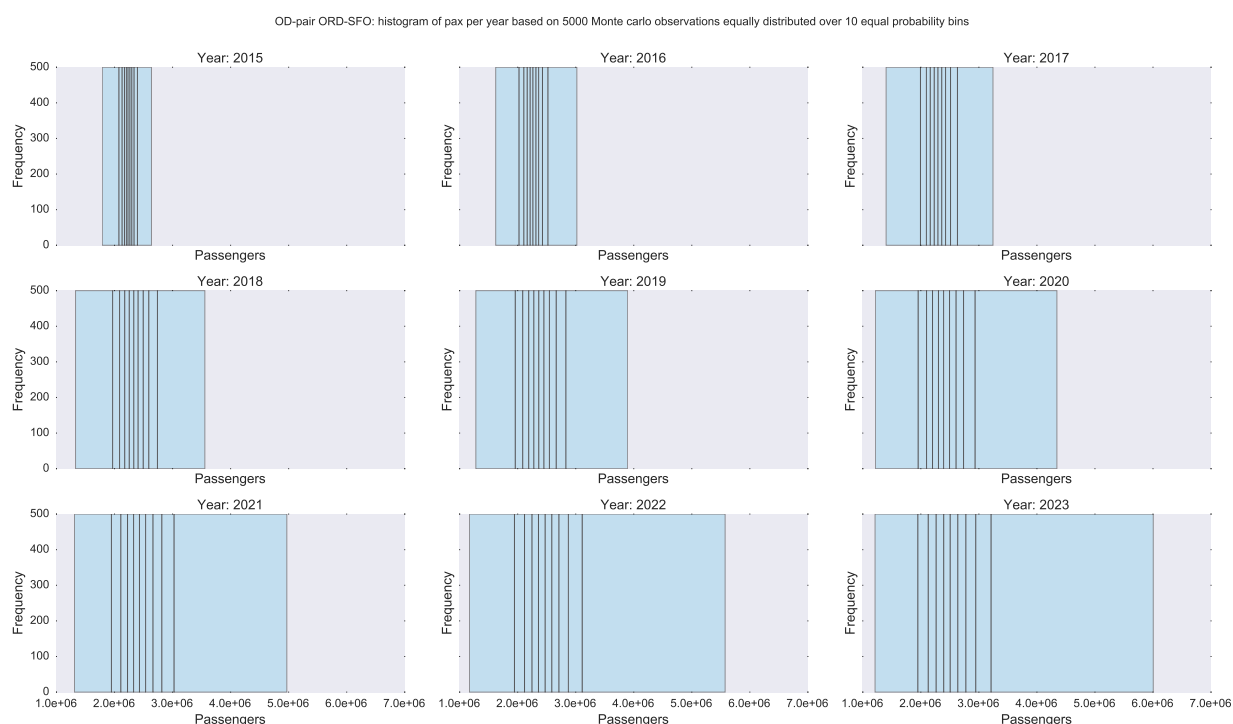 OD-pair ORD-SFO: histogram of pax per year based on 5000 Monte carlo observations equally distributed over 10 equal probability bins
Year: 2015
Year: 2016
Year: 2017
500
400
300
200
100
0
Frequency
Frequency
Frequency
Passengers
Passengers
Passengers
Year: 2018
Year: 2019
Year: 2020
500
400
300
200
100
0
Frequency
Frequency
Frequency
Passengers
Passengers
Passengers
Year: 2021
Year: 2022
Year: 2023
500
400
300
200
100
0
Frequency
Frequency
Frequency
1.0e+06 2.0e+06 3.0e+06 4.0e+06 5.0e+06 6.0e+06 7.0e+06
1.0e+06 2.0e+06 3.0e+06 4.0e+06 5.0e+06 6.0e+06 7.0e+06
1.0e+06 2.0e+06 3.0e+06 4.0e+06 5.0e+06 6.0e+06 7.0e+06
Passengers
Passengers
Passengers